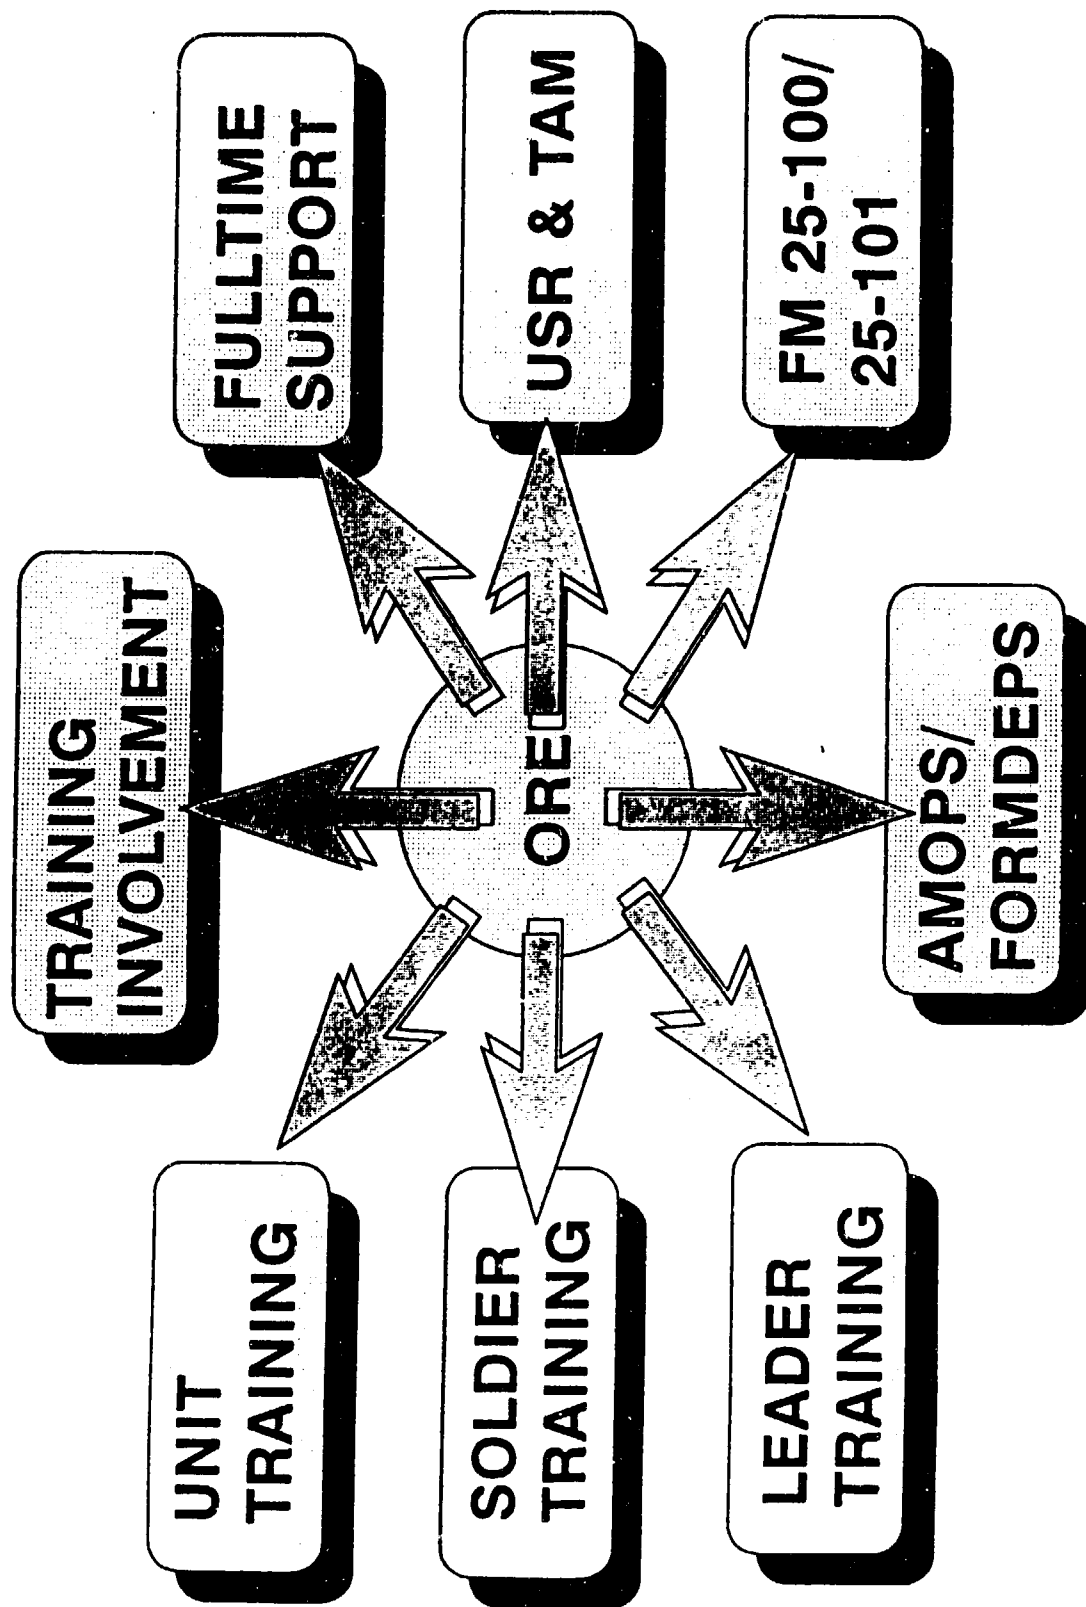 UNIT
TRAINING
TRAINING
INVOLVEMENT
FULLTIME
SUPPORT
SOLDIER
TRAINING
ORE
USR & TAM
LEADER
TRAINING
AMOPS/
FORMDEPS
FM 25-100/
25-101